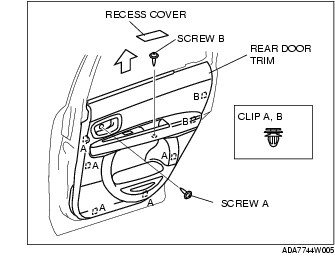 RECESS COVER
SCREW B
REAR DOOR
TRIM
B
CLIP A, B
B
A
A
A
A
A
SCREW A
ADA7744W005